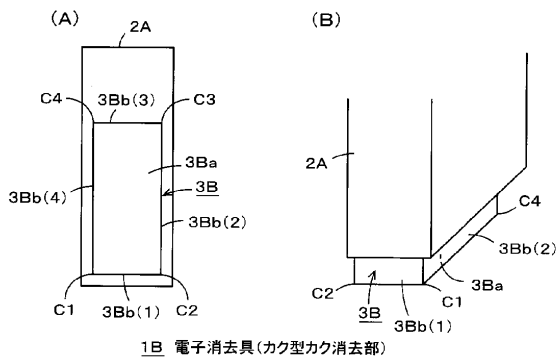 (A)
2A
C4
3Bb(3)
C3
3Ba
3B
3Bb(4)
3Bb(2)
C1
3Bb(1)
C2
(B)
2A
C4
3Bb(2)
3Ba
C2
3B
C1
3Bb(1)
1B 電子消去具(カク型カク消去部)